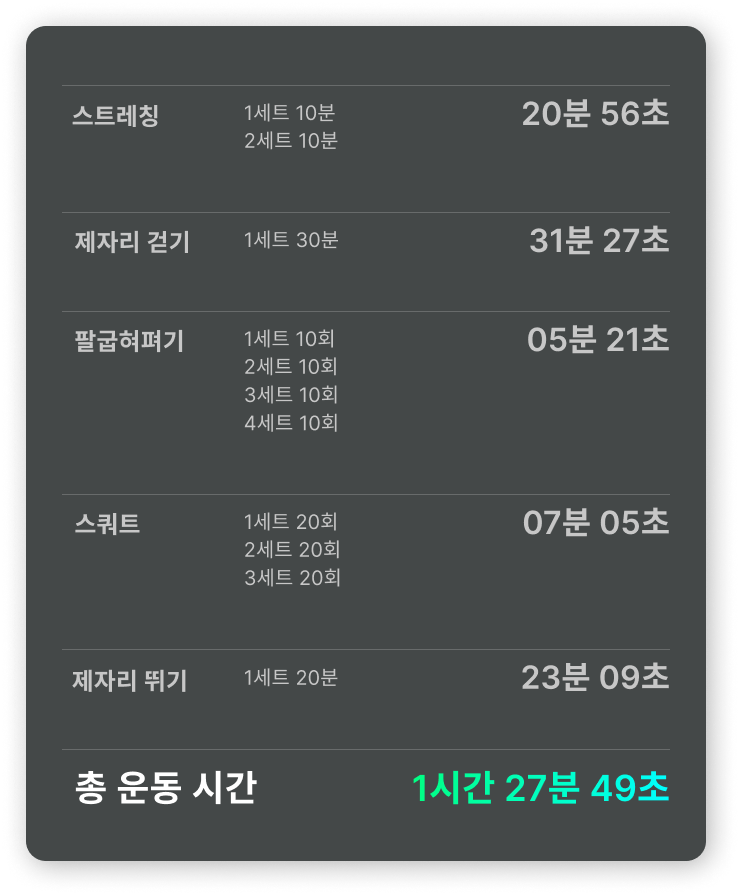 스트레칭 1세트 10분 20분 56초
2세트 10분
제자리 걷기 1세트 30분 31분 27초
팔굽혀펴기 1세트 10회 05분 21초
2세트 10회
3세트 10회
4세트 10회
스쿼트 1세트 20회 07분 05초
2세트 20회
3세트 20회
제자리 뛰기 1세트 20분 23분 09초
총 운동 시간 1시간 27분 49초